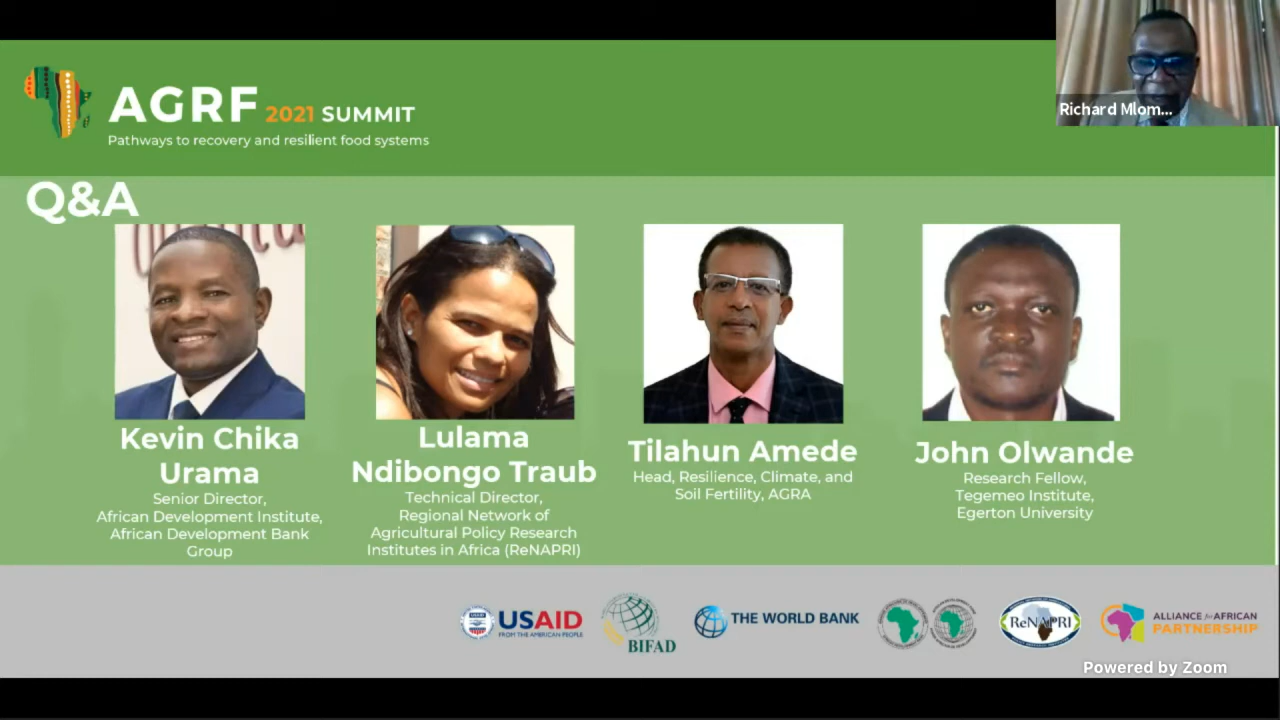 AGRF 2021 SUMMIT
Pathways to recovery and resilient food systems
Richard Mlom...
Q&A
Kevin Chika
Urama
Senior Director,
African Development Institute,
African Development Bank
Group
Lulama
Ndibongo Traub
Technical Director,
Regional Network of
Agricultural Policy Research
Institutes in Africa (ReNAPRI)
Tilahun Amede
Head, Resilience, Climate, and
Soil Fertility, AGRA
John Olwande
Research Fellow,
Tegemeo Institute,
Egerton University
USAID
FROM THE AMERICAN PEOPLE
BIFAD
THE WORLD BANK
ReNAPRI
ALLIANCE for AFRICAN
PARTNERSHIP
Powered by Zoom